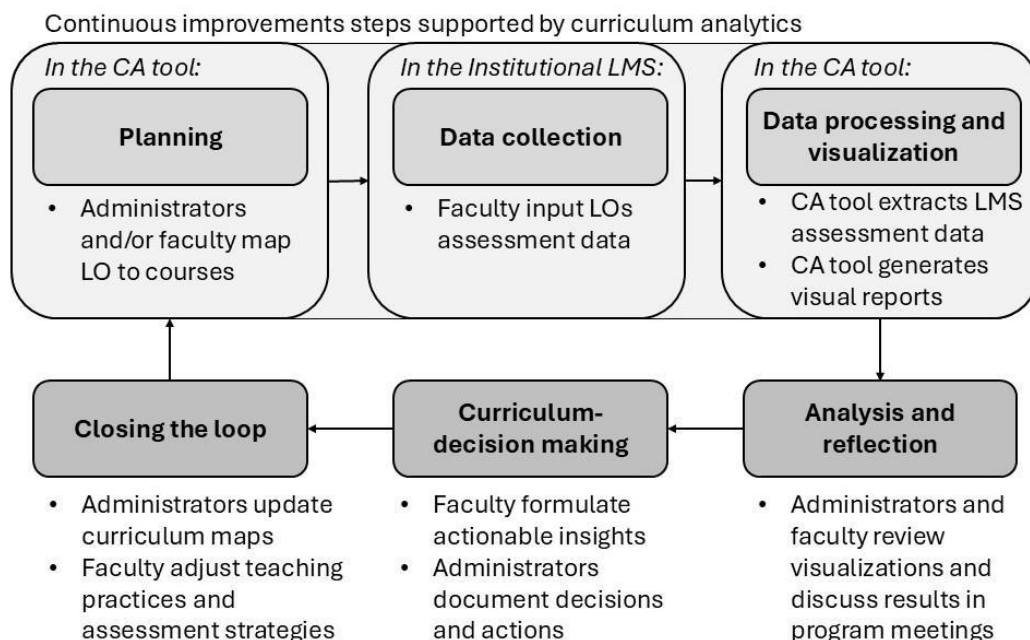 Continuous improvements steps supported by curriculum analytics
In the CA tool:
Planning
• Administrators
and/or faculty map
LO to courses
In the Institutional LMS:
Data collection
• Faculty input LOs
assessment data
In the CA tool:
Data processing and
visualization
• CA tool extracts LMS
assessment data
• CA tool generates
visual reports
Closing the loop
• Administrators update
curriculum maps
• Faculty adjust teaching
practices and
assessment strategies
Curriculum-
decision making
• Faculty formulate
actionable insights
• Administrators
document decisions
and actions
Analysis and
reflection
• Administrators and
faculty review
visualizations and
discuss results in
program meetings